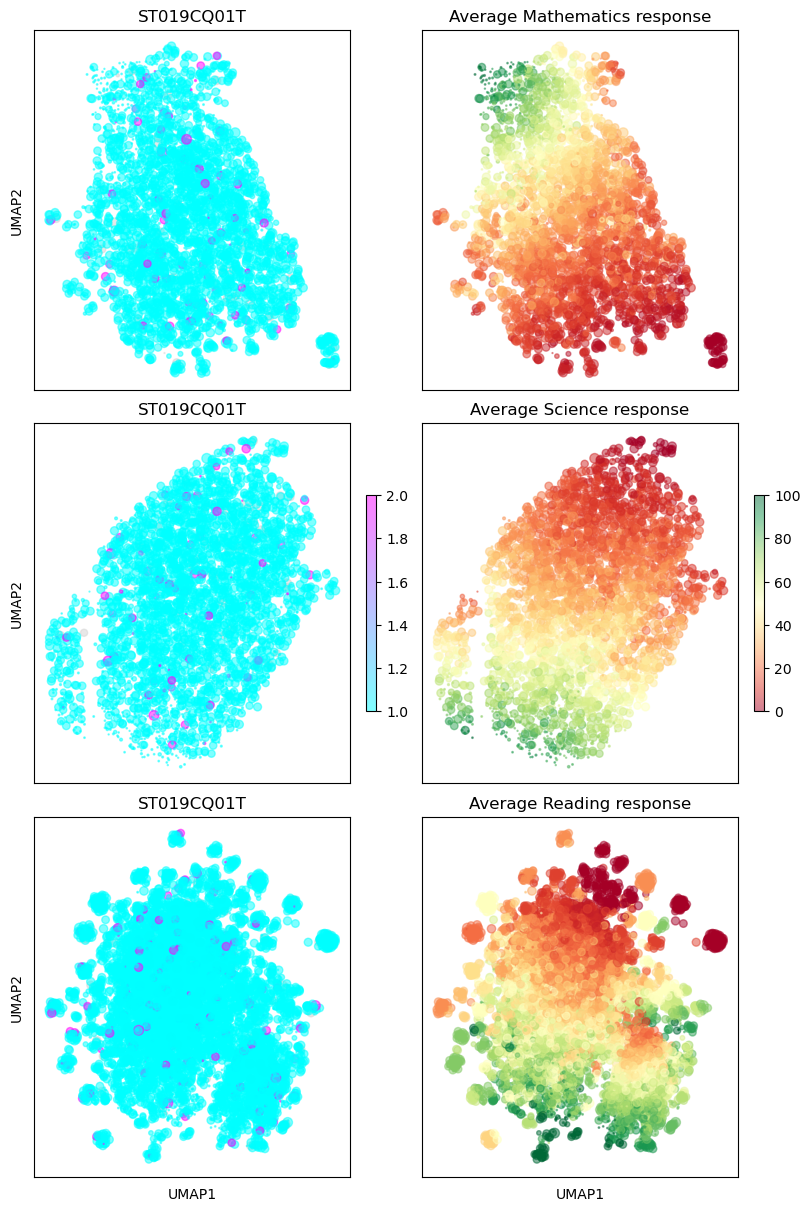 ST019CQ01T
Average Mathematics response
UMAP2
ST019CQ01T
Average Science response
UMAP2
2.0
1.8
1.6
1.4
1.2
1.0
100
80
60
40
20
0
ST019CQ01T
Average Reading response
UMAP2
UMAP1
UMAP1